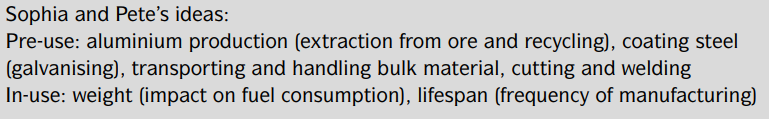 Sophia and Pete's ideas:
Pre-use: aluminium production (extraction from ore and recycling), coating steel
(galvanising), transporting and handling bulk material, cutting and welding
In-use: weight (impact on fuel consumption), lifespan (frequency of manufacturing)